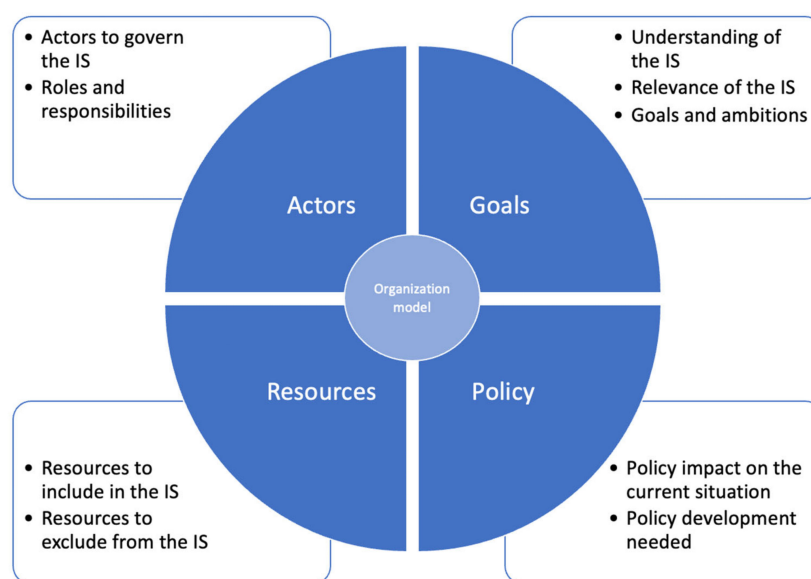 • Actors to govern
the IS
• Roles and
responsibilities
• Understanding of
the IS
• Relevance of the IS
• Goals and ambitions
Actors
Goals
Organization
model
Resources
Policy
• Resources to
include in the IS
• Resources to
exclude from the IS
• Policy impact on the
current situation
• Policy development
needed